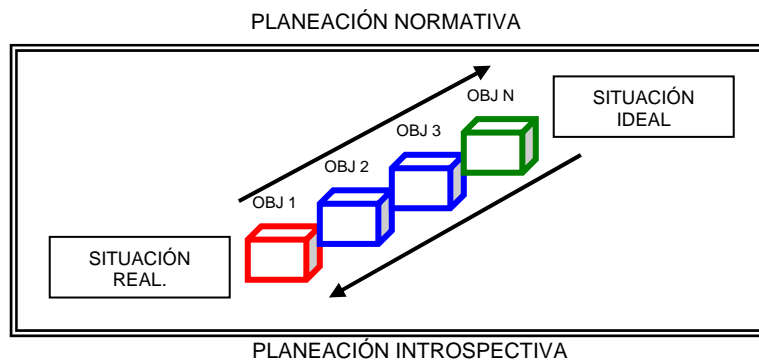 PLANEACIÓN NORMATIVA
OBJ N
SITUACIÓN
IDEAL
OBJ 3
OBJ 2
OBJ 1
SITUACIÓN
REAL.
PLANEACIÓN INTROSPECTIVA